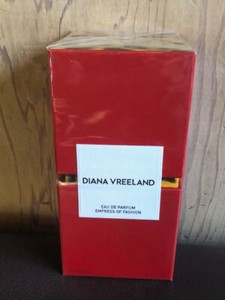 DIANA VREELAND
EAU DE PARFUM
EMPRESS OF FASHION